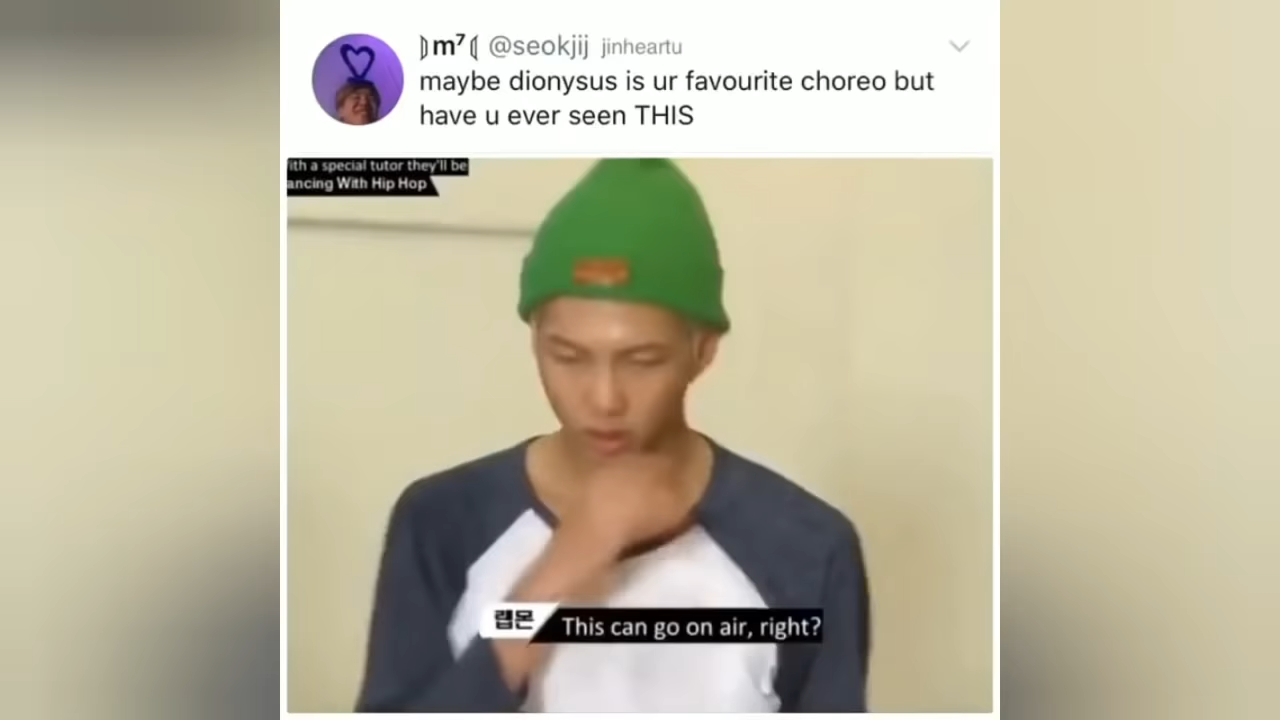 m⁷ @seokjij jinheartu
maybe dionysus is ur favourite choreo but
have u ever seen THIS
ith a special tutor they'll be
ancing With Hip Hop
랩몬 This can go on air, right?